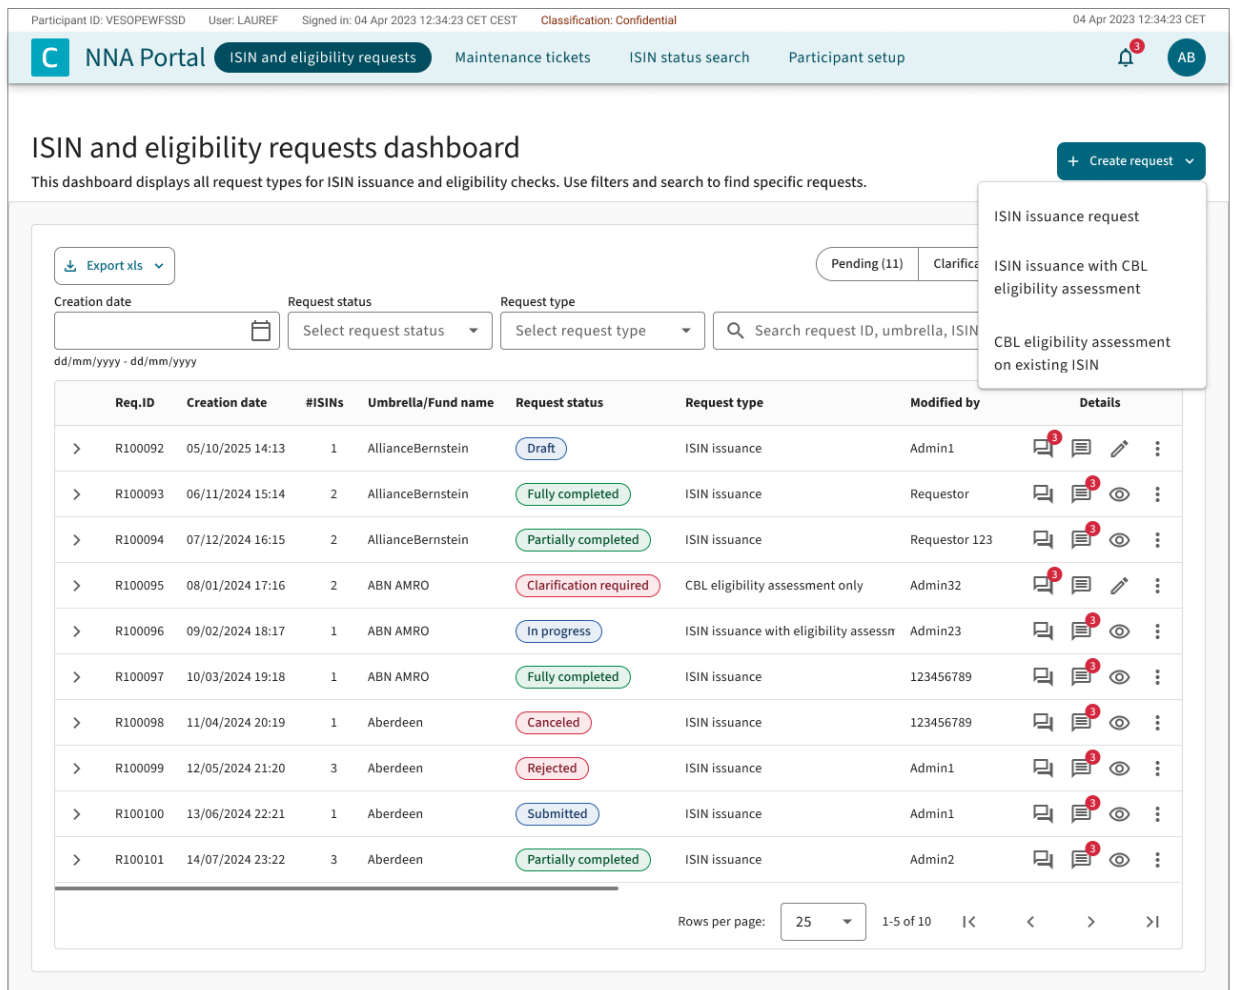 Participant ID: VESOPEWFSSD User: LAUREF Signed in: 04 Apr 2023 12:34:23 CET CEST Classification: Confidential 04 Apr 2023 12:34:23 CET
C NNA Portal ISIN and eligibility requests Maintenance tickets ISIN status search Participant setup 3 AB
ISIN and eligibility requests dashboard
+ Create request
This dashboard displays all request types for ISIN issuance and eligibility checks. Use filters and search to find specific requests.
ISIN issuance request
ISIN issuance with CBL
eligibility assessment
CBL eligibility assessment
on existing ISIN
Export xls Pending (11) Clarifica
Creation date Request status Request type
Select request status Select request type Search request ID, umbrella, ISIN
dd/mm/yyyy - dd/mm/yyyy
Req.ID Creation date #ISINs Umbrella/Fund name Request status Request type Modified by Details
R100092 05/10/2025 14:13 1 AllianceBernstein Draft ISIN issuance Admin1 3
R100093 06/11/2024 15:14 2 AllianceBernstein Fully completed ISIN issuance Requestor 3
R100094 07/12/2024 16:15 2 AllianceBernstein Partially completed ISIN issuance Requestor 123 3
R100095 08/01/2024 17:16 2 ABN AMRO Clarification required CBL eligibility assessment only Admin32 3
R100096 09/02/2024 18:17 1 ABN AMRO In progress ISIN issuance with eligibility assessm Admin23 3
R100097 10/03/2024 19:18 1 ABN AMRO Fully completed ISIN issuance 123456789 3
R100098 11/04/2024 20:19 1 Aberdeen Canceled ISIN issuance 123456789 3
R100099 12/05/2024 21:20 3 Aberdeen Rejected ISIN issuance Admin1 3
R100100 13/06/2024 22:21 1 Aberdeen Submitted ISIN issuance Admin1 3
R100101 14/07/2024 23:22 3 Aberdeen Partially completed ISIN issuance Admin2 3
Rows per page: 25 1-5 of 10